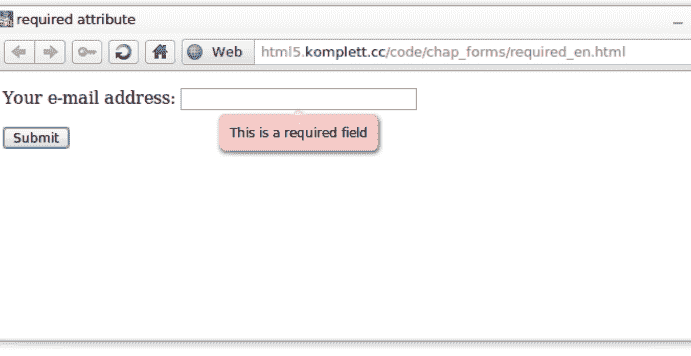 required attribute
Web html5.komplett.cc/code/chap_forms/required_en.html
Your e-mail address:
This is a required field
Submit